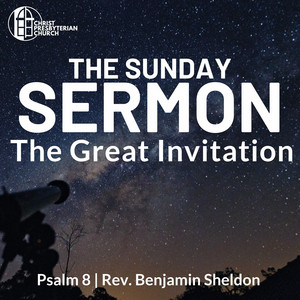 CHRIST
PRESBYTERIAN
CHURCH
THE SUNDAY
SERMON
The Great Invitation
Psalm 8 | Rev. Benjamin Sheldon